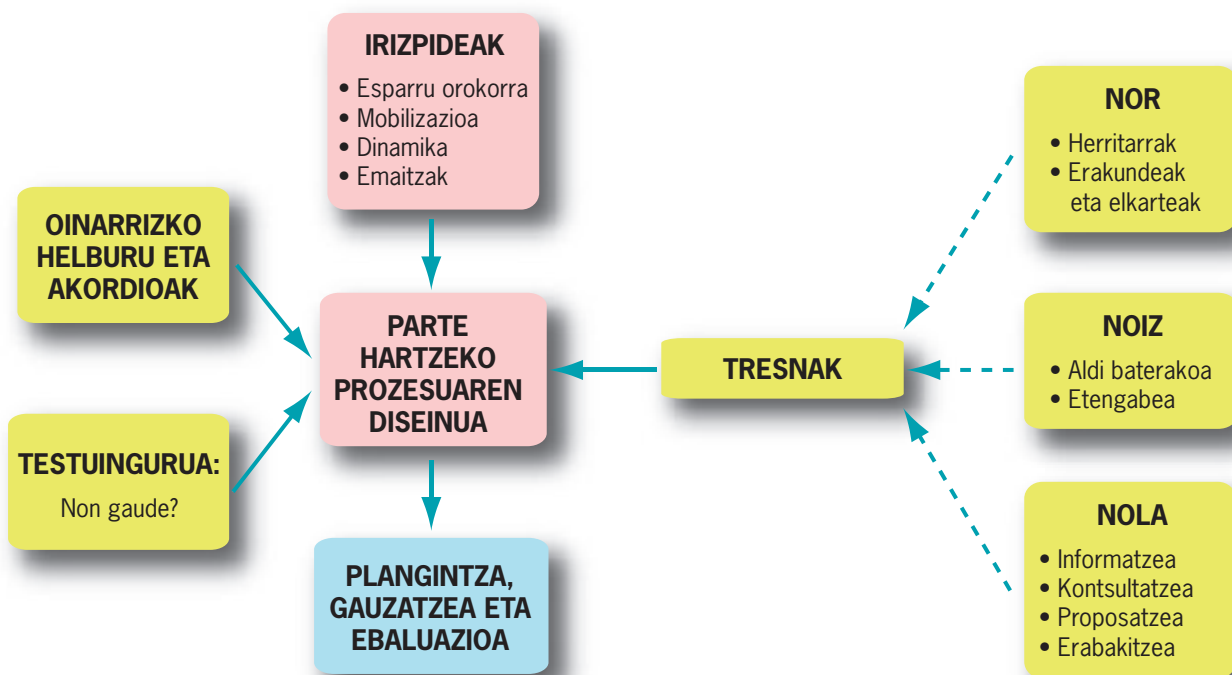 IRIZPIDEAK
• Esparru orokorra
• Mobilizazioa
• Dinamika
• Emaitzak
OINARRIZKO
HELBURU ETA
AKORDIOAK
TESTUINGURUA:
Non gaude?
PARTE
HARTZEKO
PROZESUAREN
DISEINUA
PLANGINTZA,
GAUZATZEA ETA
EBALUAZIOA
TRESNAK
NOR
• Herritarrak
• Erakundeak
eta elkarteak
NOIZ
• Aldi baterakoa
• Etengabea
NOLA
• Informatzea
• Kontsultatzea
• Proposatzea
• Erabakitzea